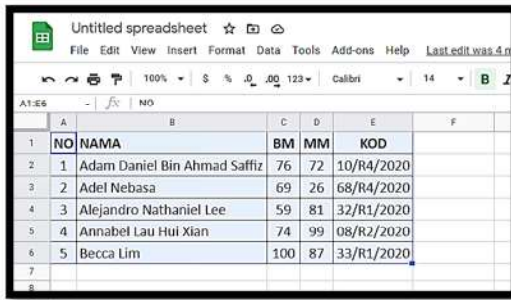 Untitled spreadsheet
File Edit View Insert Format Data Tools Add-ons Help Last edit was 4 m
100% $ % .0 .00 123 Calibri 14 B I
A1:E6 fx NO
A B C D E F
1 NO NAMA BM MM KOD
2 1 Adam Daniel Bin Ahmad Saffiz 76 72 10/R4/2020
3 2 Adel Nebasa 69 26 68/R4/2020
4 3 Alejandro Nathaniel Lee 59 81 32/R1/2020
5 4 Annabel Lau Hui Xian 74 99 08/R2/2020
6 5 Becca Lim 100 87 33/R1/2020
7
8